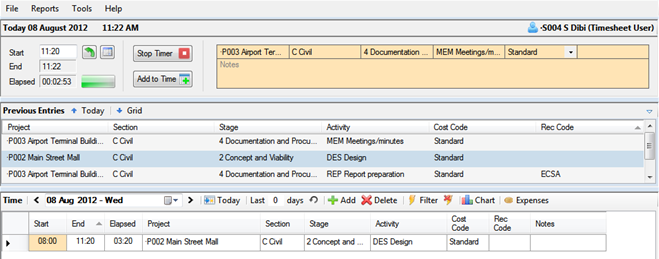 File Reports Tools Help
Today 08 August 2012 11:22 AM ·S004 S Dibi (Timesheet User)
Start 11:20 Stop Timer ·P003 Airport Ter... C Civil 4 Documentation ... MEM Meetings/m... Standard
End 11:22 Notes
Elapsed 00:02:53 Add to Time
Previous Entries Today Grid
Project Section Stage Activity Cost Code Rec Code
·P003 Airport Terminal Buildi... C Civil 4 Documentation and Procu... MEM Meetings/minutes Standard
·P002 Main Street Mall C Civil 2 Concept and Viability DES Design Standard
·P003 Airport Terminal Buildi... C Civil 4 Documentation and Procu... REP Report preparation Standard ECSA
Time 08 Aug 2012 - Wed Today Last 0 days Add Delete Filter Chart Expenses
Start End Elapsed Project Section Stage Activity Cost Code Rec Code Notes
08:00 11:20 03:20 ·P002 Main Street Mall C Civil 2 Concept and ... DES Design Standard